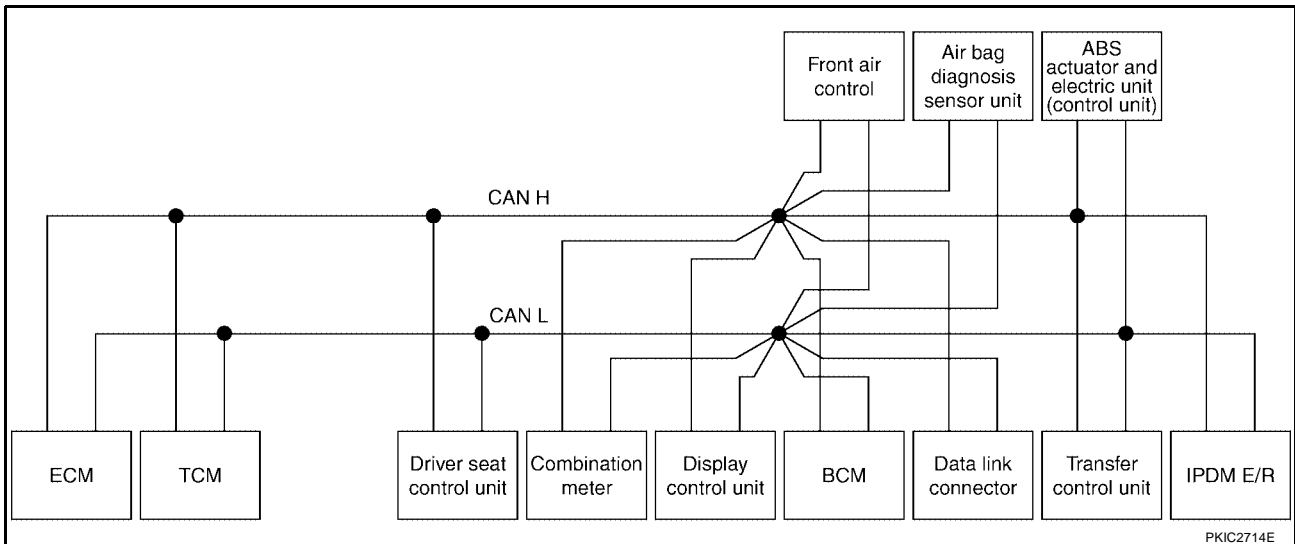 Front air
control
Air bag
diagnosis
sensor unit
ABS
actuator and
electric unit
(control unit)
CAN H
CAN L
ECM
TCM
Driver seat
control unit
Combination
meter
Display
control unit
BCM
Data link
connector
Transfer
control unit
IPDM E/R
PKIC2714E